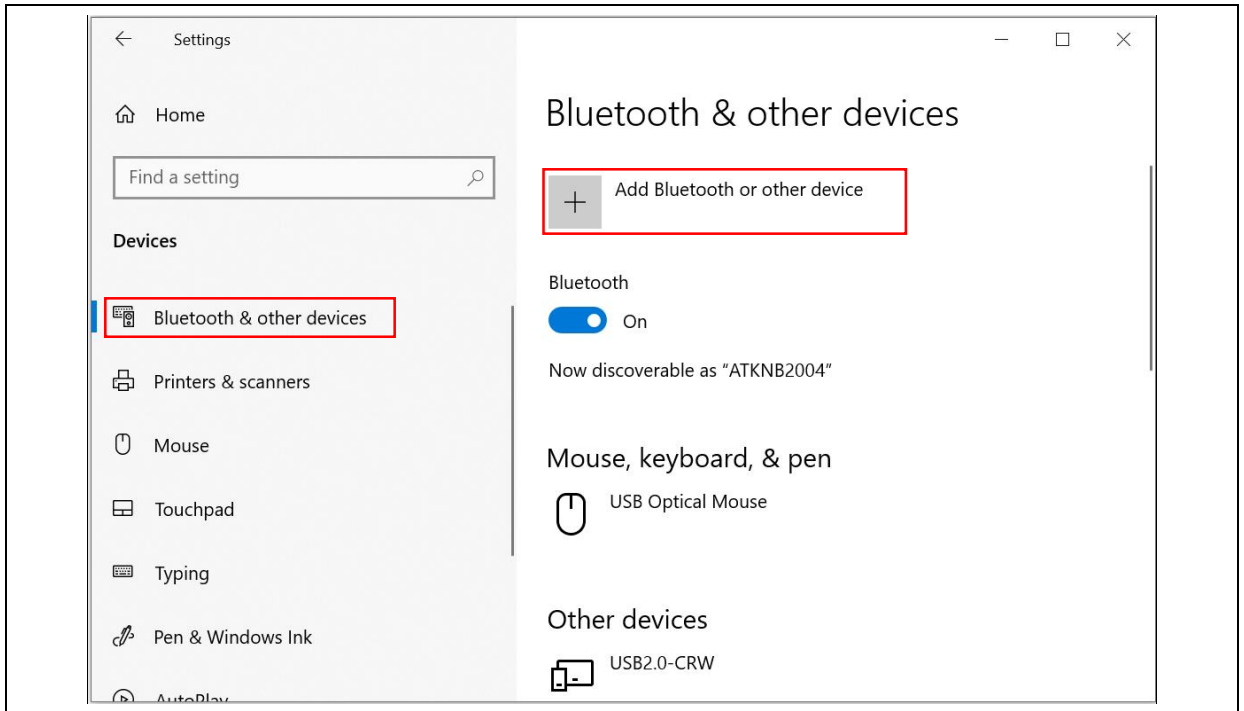 Settings
Home
Find a setting
Devices
Bluetooth & other devices
Printers & scanners
Mouse
Touchpad
Typing
Pen & Windows Ink
AutoPlay
Bluetooth & other devices
Add Bluetooth or other device
Bluetooth
On
Now discoverable as “ATKNB2004”
Mouse, keyboard, & pen
USB Optical Mouse
Other devices
USB2.0-CRW